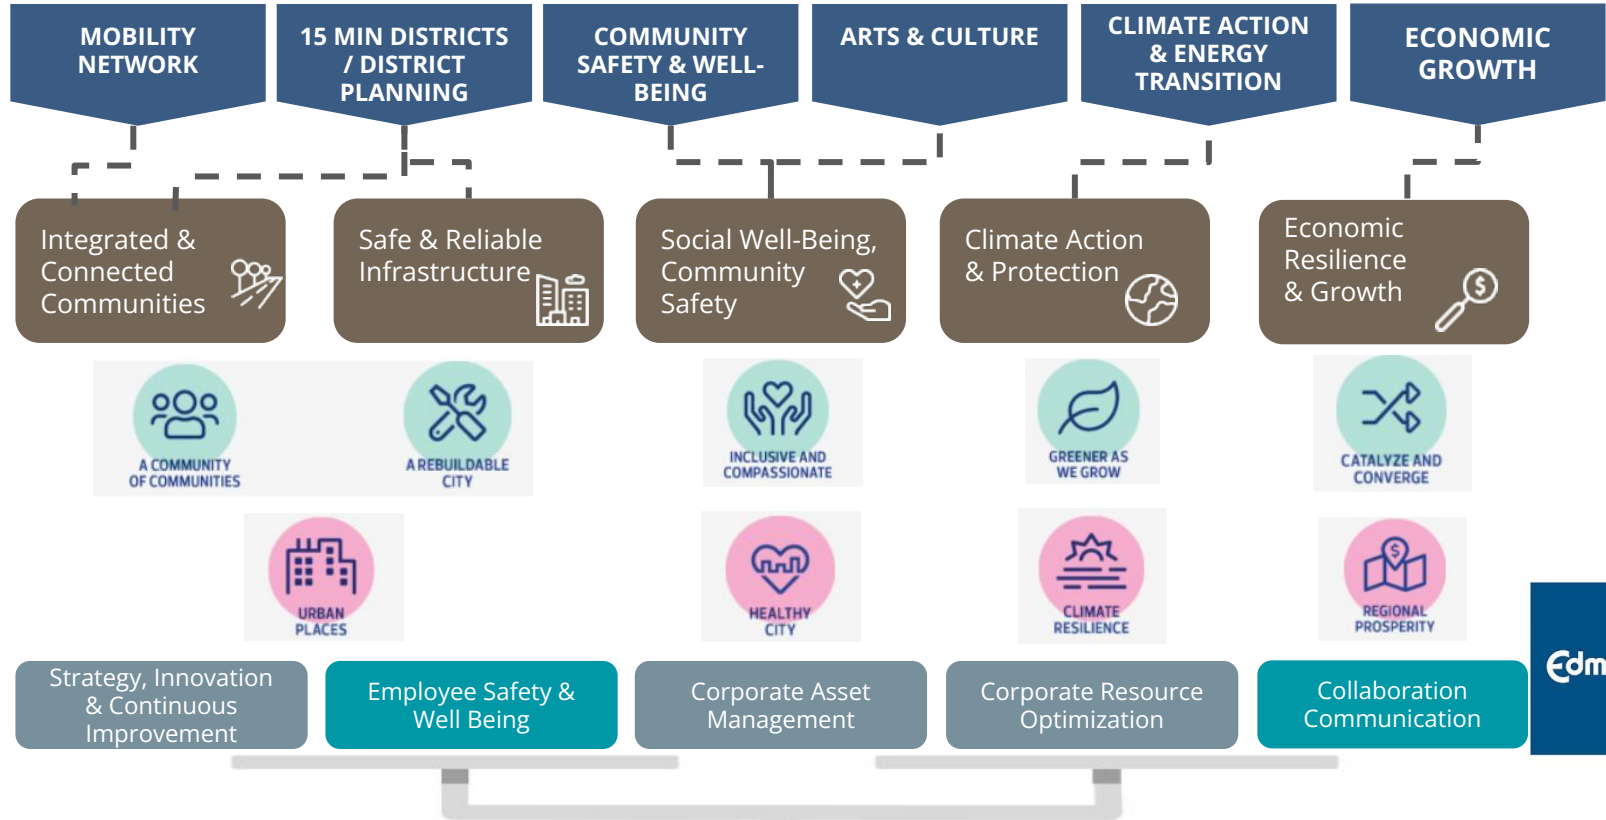 MOBILITY
NETWORK
15 MIN DISTRICTS
/ DISTRICT
PLANNING
COMMUNITY
SAFETY & WELL-
BEING
ARTS & CULTURE
CLIMATE ACTION
& ENERGY
TRANSITION
ECONOMIC
GROWTH
Integrated &
Connected
Communities
Safe & Reliable
Infrastructure
Social Well-Being,
Community
Safety
Climate Action
& Protection
Economic
Resilience
& Growth
A COMMUNITY
OF COMMUNITIES
A REBUILDABLE
CITY
INCLUSIVE AND
COMPASSIONATE
GREENER AS
WE GROW
CATALYZE AND
CONVERGE
URBAN
PLACES
HEALTHY
CITY
CLIMATE
RESILIENCE
REGIONAL
PROSPERITY
Strategy, Innovation
& Continuous
Improvement
Employee Safety &
Well Being
Corporate Asset
Management
Corporate Resource
Optimization
Collaboration
Communication
Edm